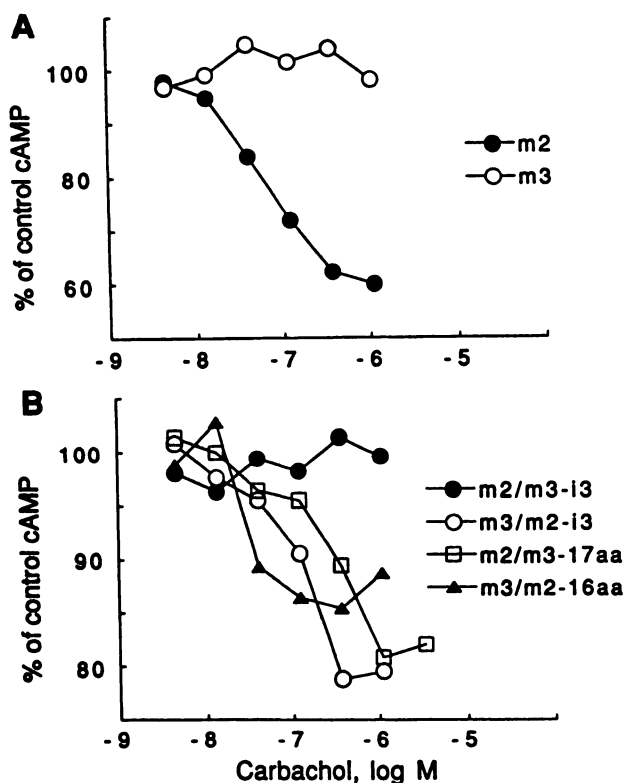 A
% of control cAMP
100
80
60
m2
m3
-9
-8
-7
-6
-5
B
% of control cAMP
100
90
80
m2/m3-i3
m3/m2-i3
m2/m3-17aa
m3/m2-16aa
-9
-8
-7
-6
-5
Carbachol, log M